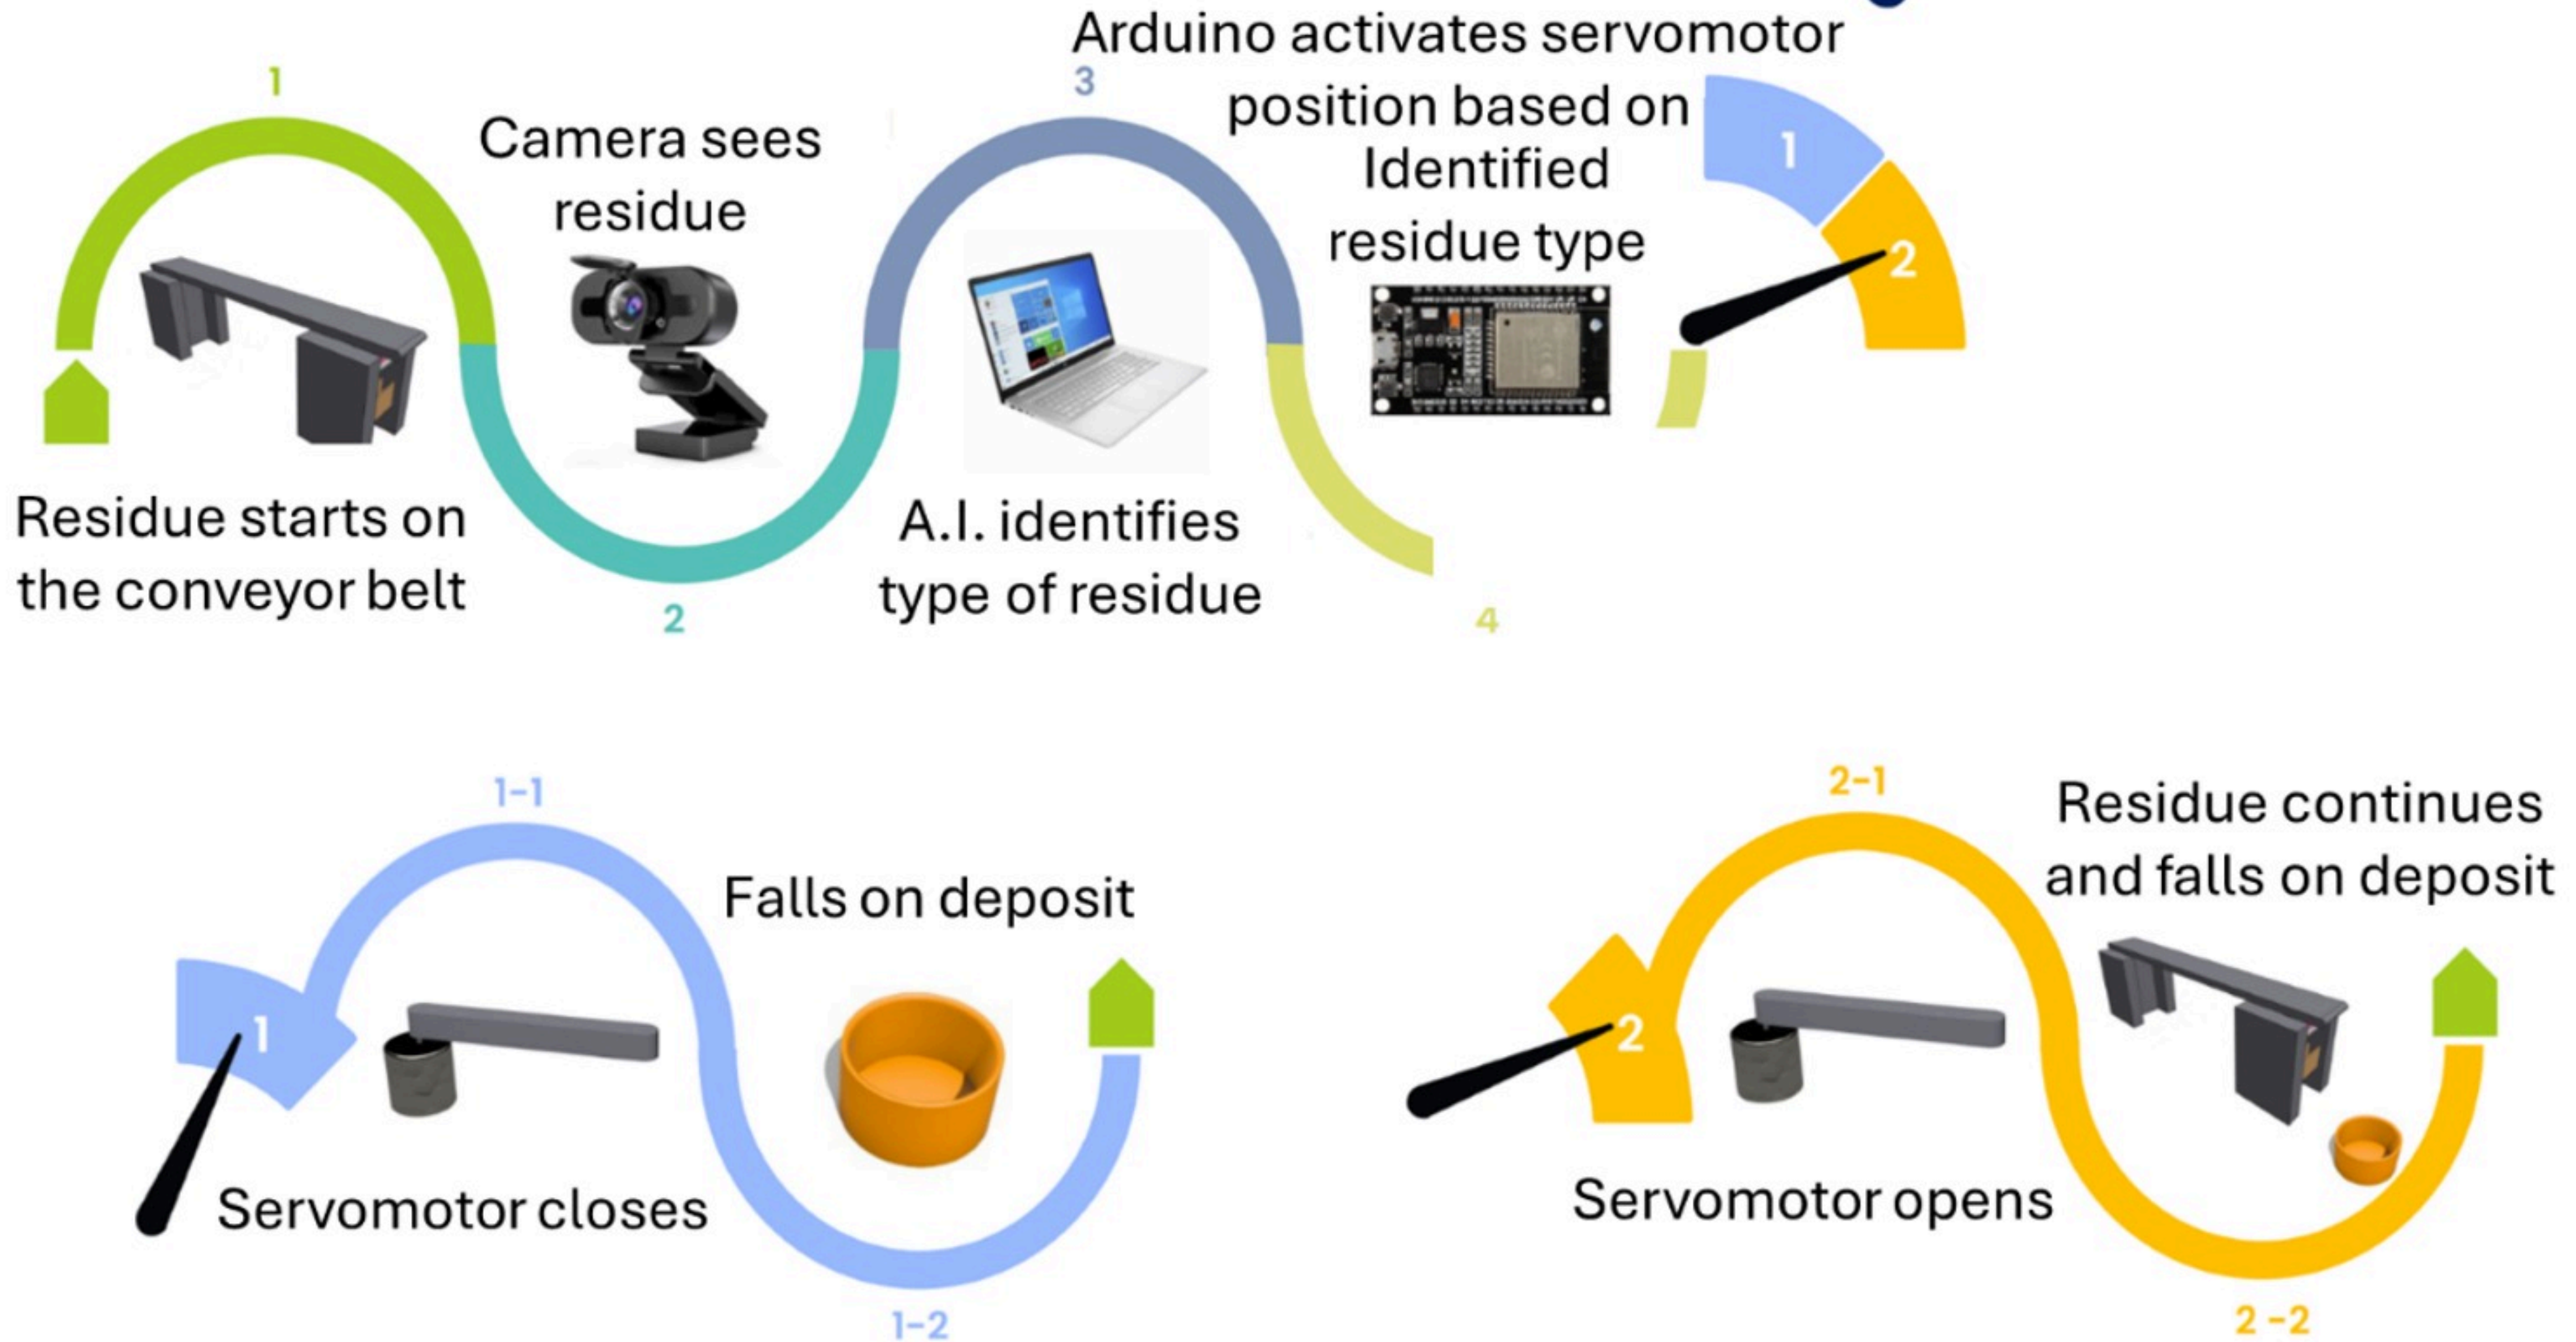 1
Residue starts on
the conveyor belt
Camera sees
residue
2
3
A.I. identifies
type of residue
Arduino activates servomotor
position based on
Identified
residue type
4
1
2
1
1-1
Servomotor closes
Falls on deposit
1-2
2
2-1
Servomotor opens
Residue continues
and falls on deposit
2 -2